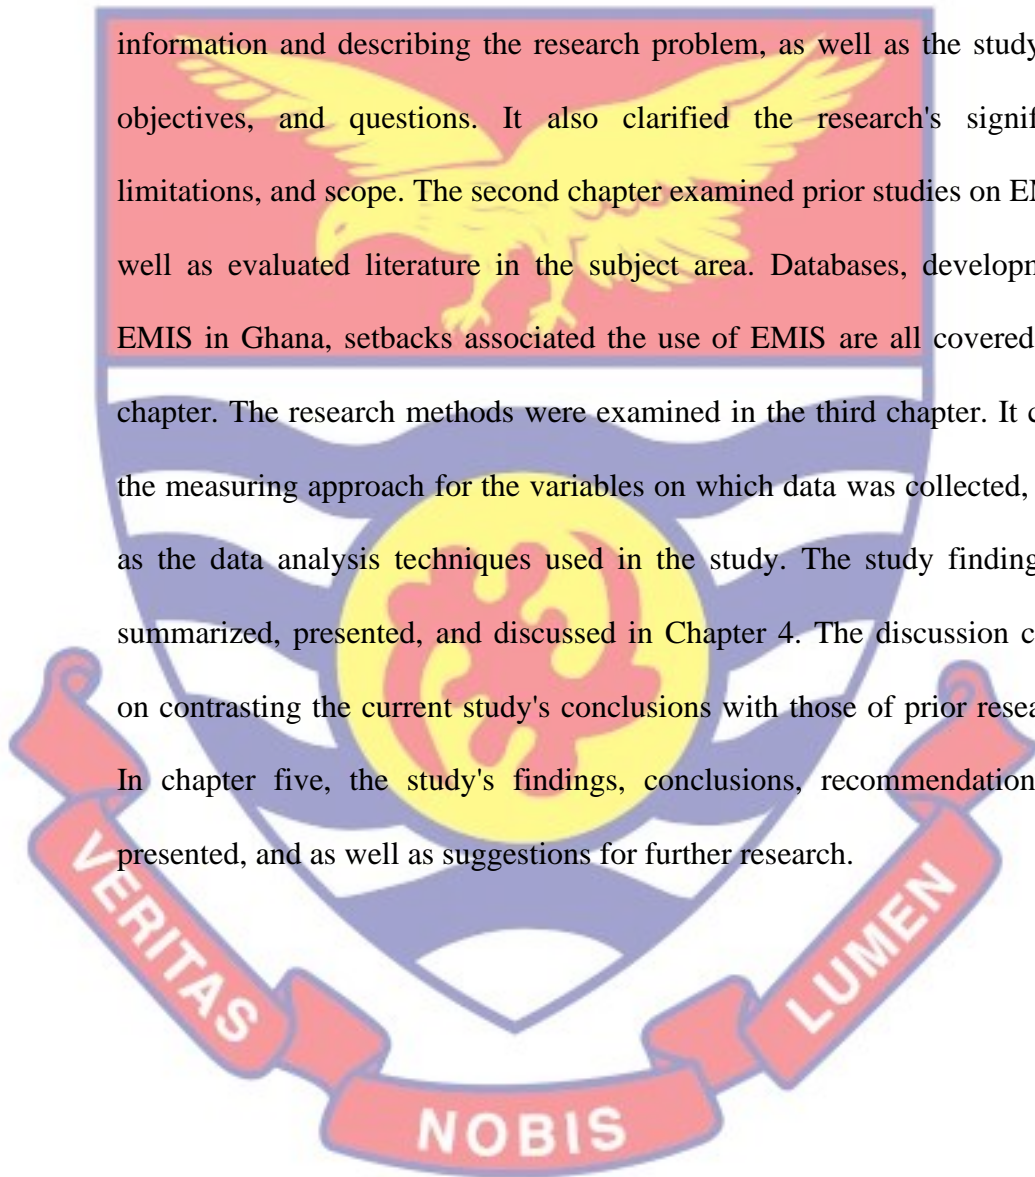 information and describing the research problem, as well as the study
objectives, and questions. It also clarified the research's signif
limitations, and scope. The second chapter examined prior studies on EM
well as evaluated literature in the subject area. Databases, developm
EMIS in Ghana, setbacks associated the use of EMIS are all covered
chapter. The research methods were examined in the third chapter. It c
the measuring approach for the variables on which data was collected,
as the data analysis techniques used in the study. The study finding
summarized, presented, and discussed in Chapter 4. The discussion c
on contrasting the current study's conclusions with those of prior resea
In chapter five, the study's findings, conclusions, recommendation
presented, and as well as suggestions for further research.
VERITAS
NOBIS
LUMEN